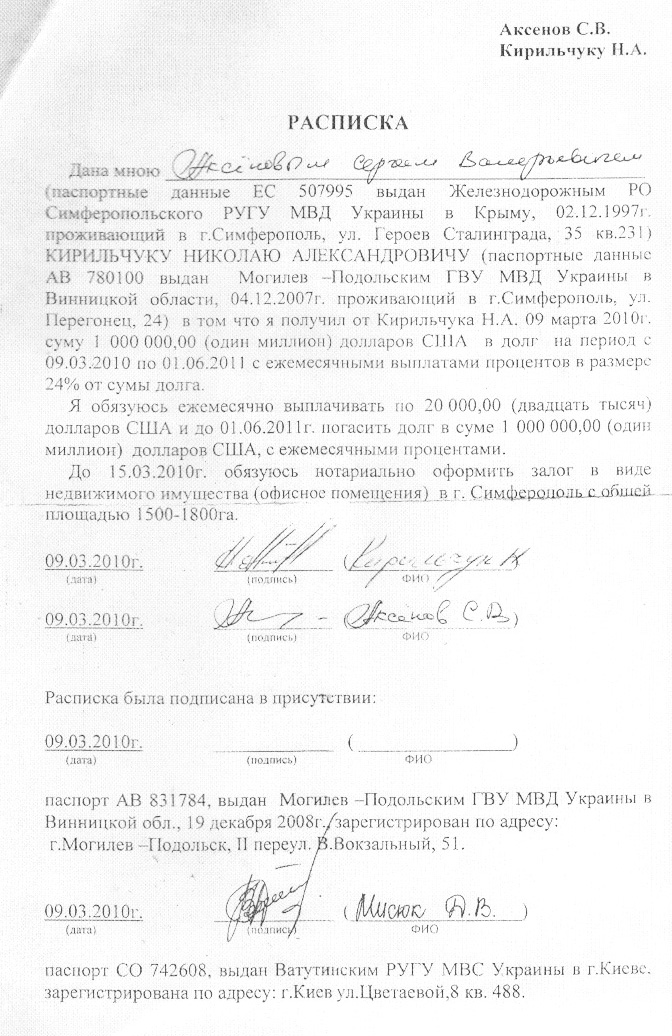 Аксенов С.В.
Кирильчуку Н.А.
РАСПИСКА
Дана мною Аксёновым Сергеем Валерьевичем
(паспортные данные ЕС 507995 выдан Железнодорожным РО
Симферопольского РУГУ МВД Украины в Крыму, 02.12.1997г.
проживающий в г.Симферополь, ул. Героев Сталинграда, 35 кв.231)
КИРИЛЬЧУКУ НИКОЛАЮ АЛЕКСАНДРОВИЧУ (паспортные данные
АВ 780100 выдан Могилев –Подольским ГВУ МВД Украины в
Винницкой области, 04.12.2007г. проживающий в г.Симферополь, ул.
Перегонец, 24) в том что я получил от Кирильчука Н.А. 09 марта 2010г.
суму 1 000 000,00 (один миллион) долларов США в долг на период с
09.03.2010 по 01.06.2011 с ежемесячными выплатами процентов в размере
24% от сумы долга.
Я обязуюсь ежемесячно выплачивать по 20 000,00 (двадцать тысяч)
долларов США и до 01.06.2011г. погасить долг в суме 1 000 000,00 (один
миллион) долларов США, с ежемесячными процентами.
До 15.03.2010г. обязуюсь нотариально оформить залог в виде
недвижимого имущества (офисное помещения) в г. Симферополь с общей
площадью 1500-1800га.
09.03.2010г. (Кирильчук Н
(дата) (подпись) ФИО
09.03.2010г. (Аксёнов С.В)
(дата) (подпись) ФИО
Расписка была подписана в присутствии:
09.03.2010г. ( )
(дата) (подпись) ФИО
паспорт АВ 831784, выдан Могилев –Подольским ГВУ МВД Украины в
Винницкой обл., 19 декабря 2008г., зарегистрирован по адресу:
г.Могилев –Подольск, II переул. В.Вокзальный, 51.
09.03.2010г. (Мисюк Д.В.)
(дата) (подпись) ФИО
паспорт СО 742608, выдан Ватутинским РУГУ МВС Украины в г.Киеве.
зарегистрирована по адресу: г.Киев ул.Цветаевой,8 кв. 488.